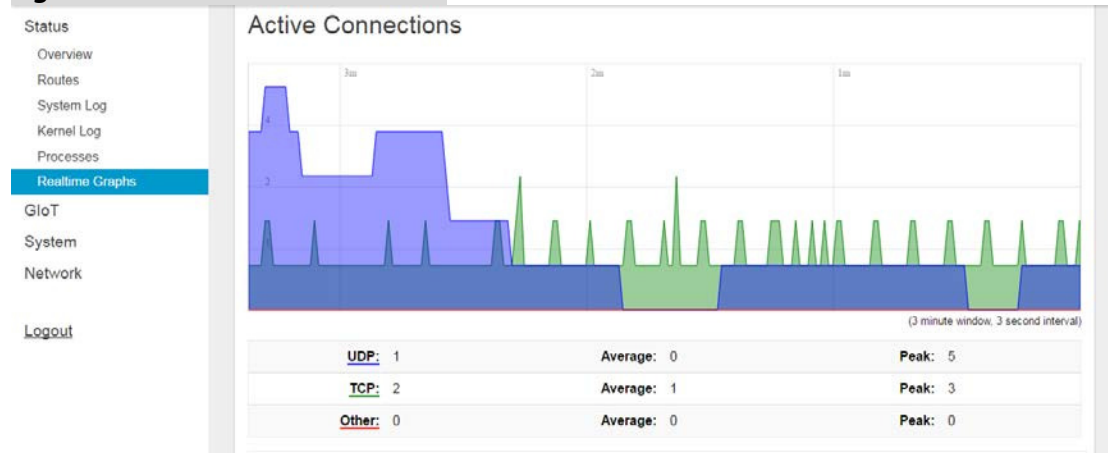 Status
Overview
Routes
System Log
Kernel Log
Processes
Realtime Graphs
GIoT
System
Network
Logout
Active Connections
3m 2m 1m
4
2
1
(3 minute window, 3 second interval)
UDP: 1 Average: 0 Peak: 5
TCP: 2 Average: 1 Peak: 3
Other: 0 Average: 0 Peak: 0